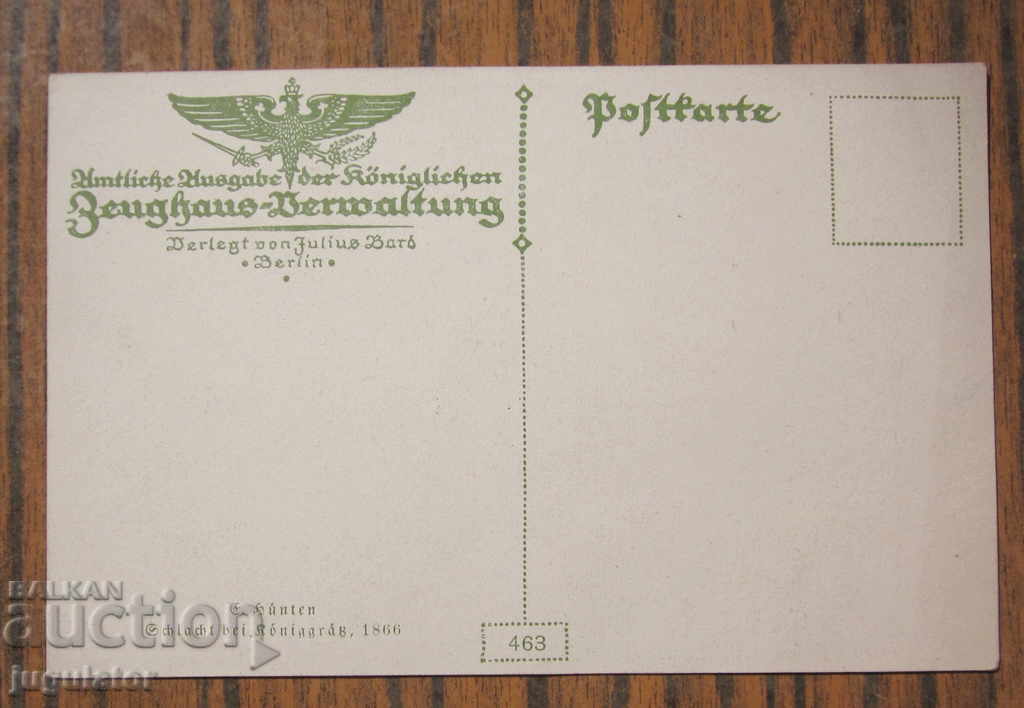 Amtliche Ausgabe der Königlichen
Zeughaus-Verwaltung
Verlegt von Julius Bard
• Berlin •
Postkarte
E. Hünten
Schlacht bei Königgrätz, 1866
463
BALKAN
auction
jugulator